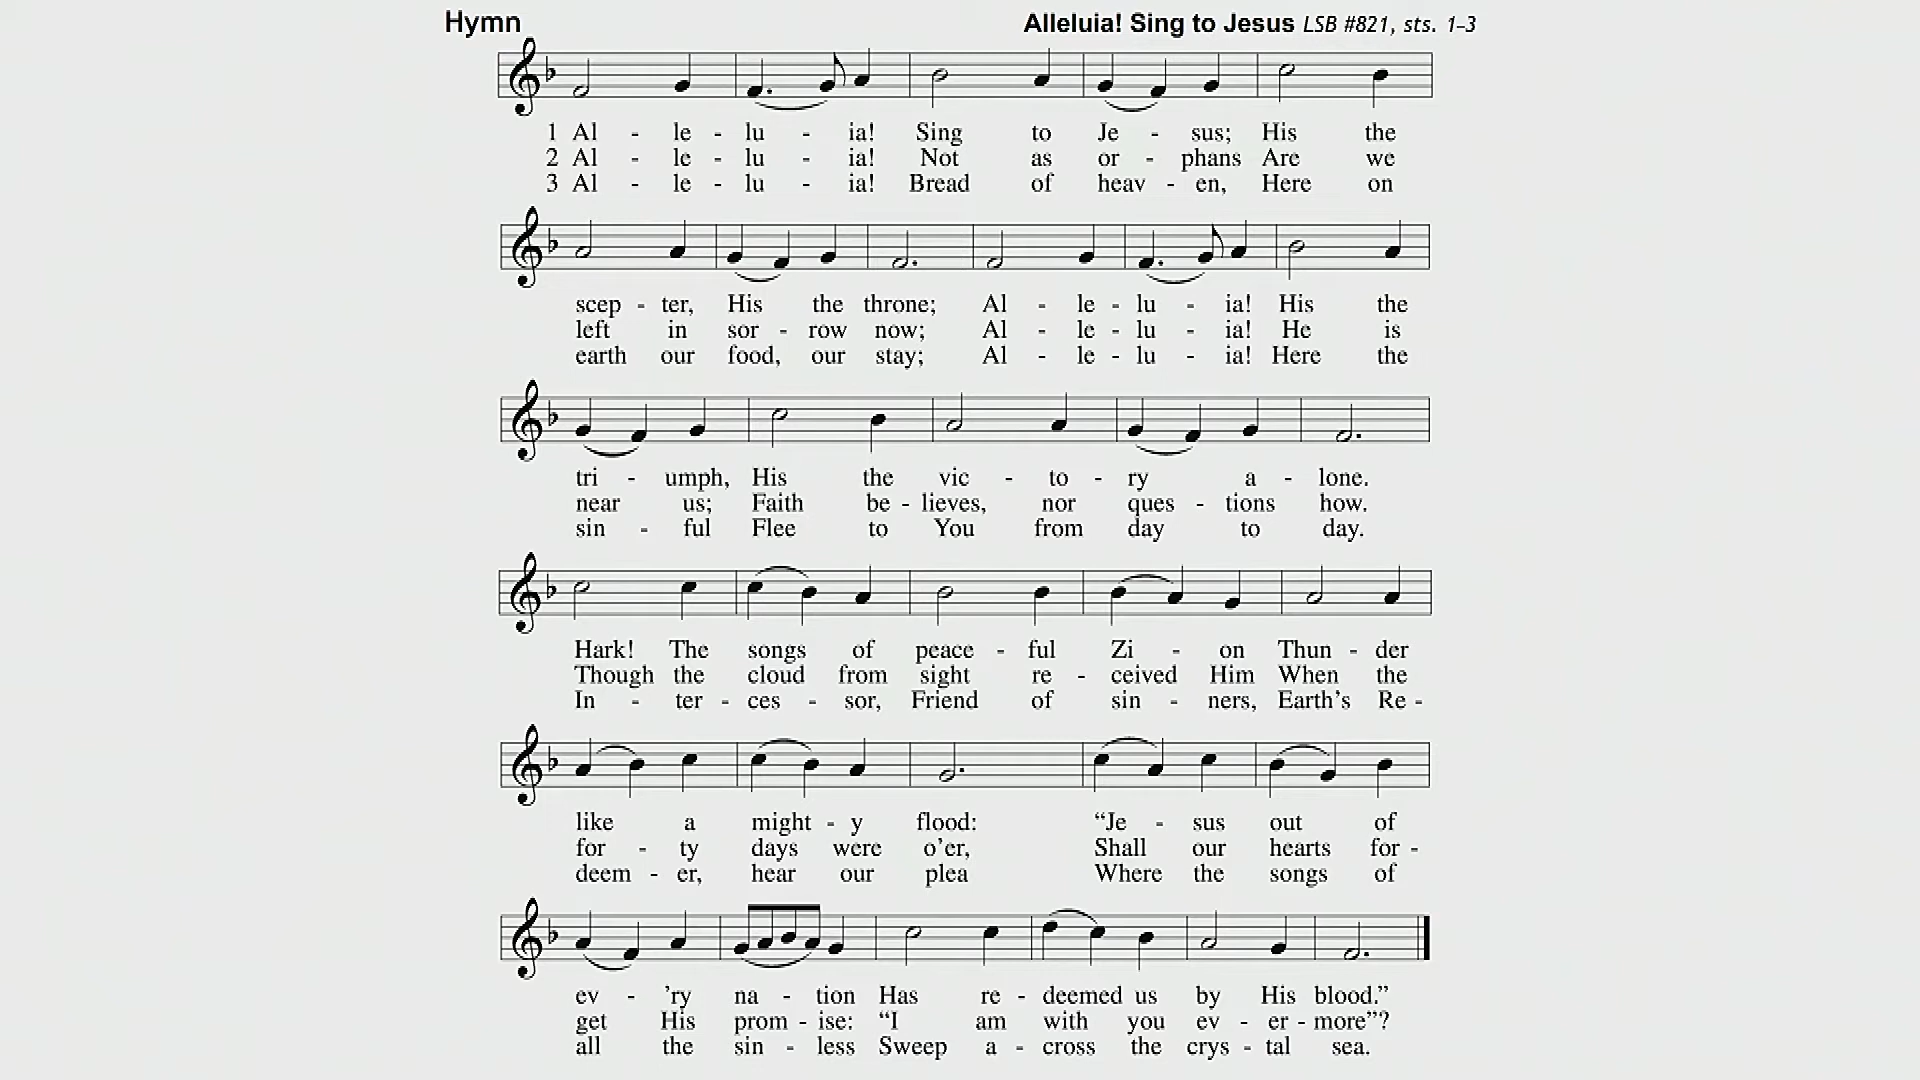 Hymn
Alleluia! Sing to Jesus LSB #821, sts. 1-3
1 Al - le - lu - ia! Sing to Je - sus; His the
2 Al - le - lu - ia! Not as or - phans Are we
3 Al - le - lu - ia! Bread of heav - en, Here on
scep - ter, His the throne; Al - le - lu - ia! His the
left in sor - row now; Al - le - lu - ia! He is
earth our food, our stay; Al - le - lu - ia! Here the
tri - umph, His the vic - to - ry a - lone.
near us; Faith be - lieves, nor ques - tions how.
sin - ful Flee to You from day to day.
Hark! The songs of peace - ful Zi - on Thun - der
Though the cloud from sight re - ceived Him When the
In - ter - ces - sor, Friend of sin - ners, Earth's Re -
like a might - y flood: “Je - sus out of
for - ty days were o'er, Shall our hearts for -
deem - er, hear our plea Where the songs of
ev - 'ry na - tion Has re - deemed us by His blood.”
get His prom - ise: “I am with you ev - er - more”?
all the sin - less Sweep a - cross the crys - tal sea.